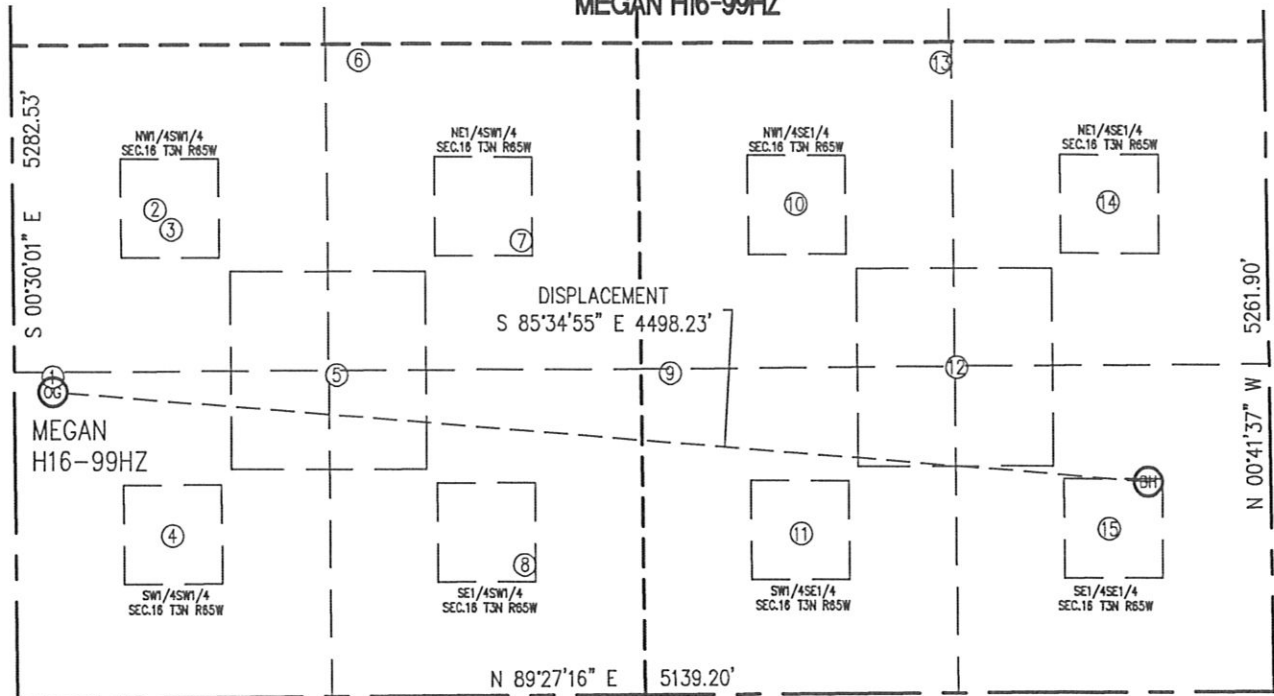 MEGAN H16-99HZ
6
13
S 00°30'01" E 5282.53'
NW1/4SW1/4
SEC.16 T3N R65W
NE1/4SW1/4
SEC.16 T3N R65W
NW1/4SE1/4
SEC.16 T3N R65W
NE1/4SE1/4
SEC.16 T3N R65W
2
3
7
10
14
DISPLACEMENT
S 85°34'55" E 4498.23'
1
OG
5
9
12
MEGAN
H16-99HZ
N 00°41'37" W 5261.90'
BH
4
8
11
15
SW1/4SW1/4
SEC.16 T3N R65W
SE1/4SW1/4
SEC.16 T3N R65W
SW1/4SE1/4
SEC.16 T3N R65W
SE1/4SE1/4
SEC.16 T3N R65W
N 89°27'16" E 5139.20'